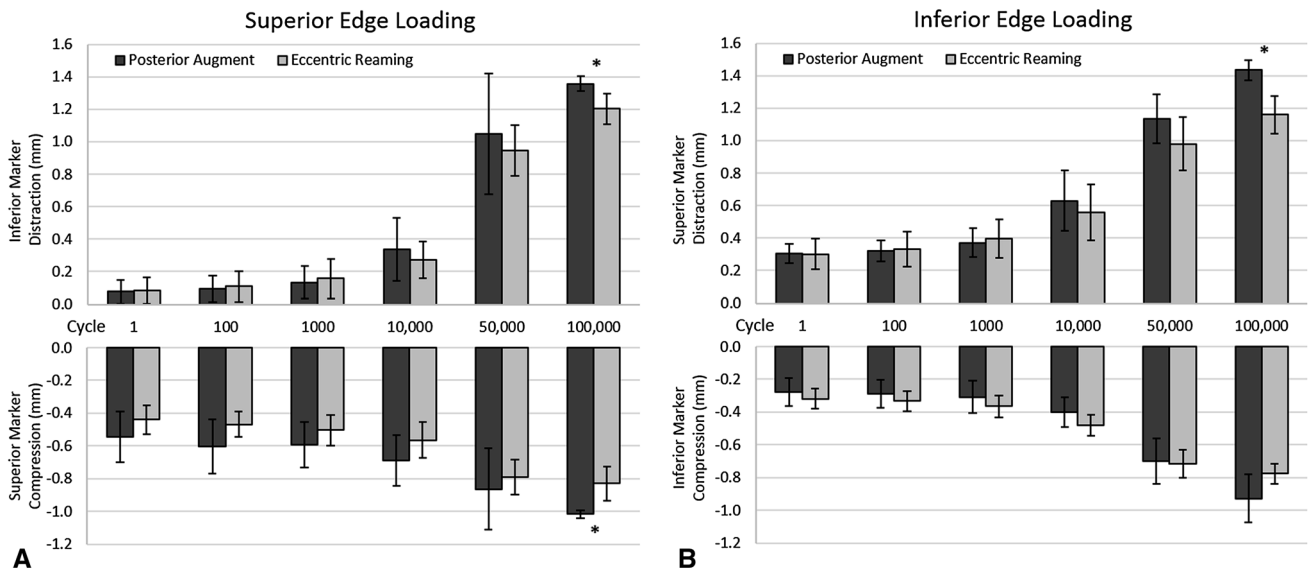 Superior Edge Loading
Posterior Augment Eccentric Reaming
*
Inferior Marker
Distraction (mm)
1.6
1.4
1.2
1.0
0.8
0.6
0.4
0.2
0.0
Cycle 1 100 1000 10,000 50,000 100,000
Superior Marker
Compression (mm)
0.0
-0.2
-0.4
-0.6
-0.8
-1.0
-1.2
*
A
Inferior Edge Loading
Posterior Augment Eccentric Reaming
*
Superior Marker
Distraction (mm)
1.6
1.4
1.2
1.0
0.8
0.6
0.4
0.2
0.0
Cycle 1 100 1000 10,000 50,000 100,000
Inferior Marker
Compression (mm)
0.0
-0.2
-0.4
-0.6
-0.8
-1.0
-1.2
B